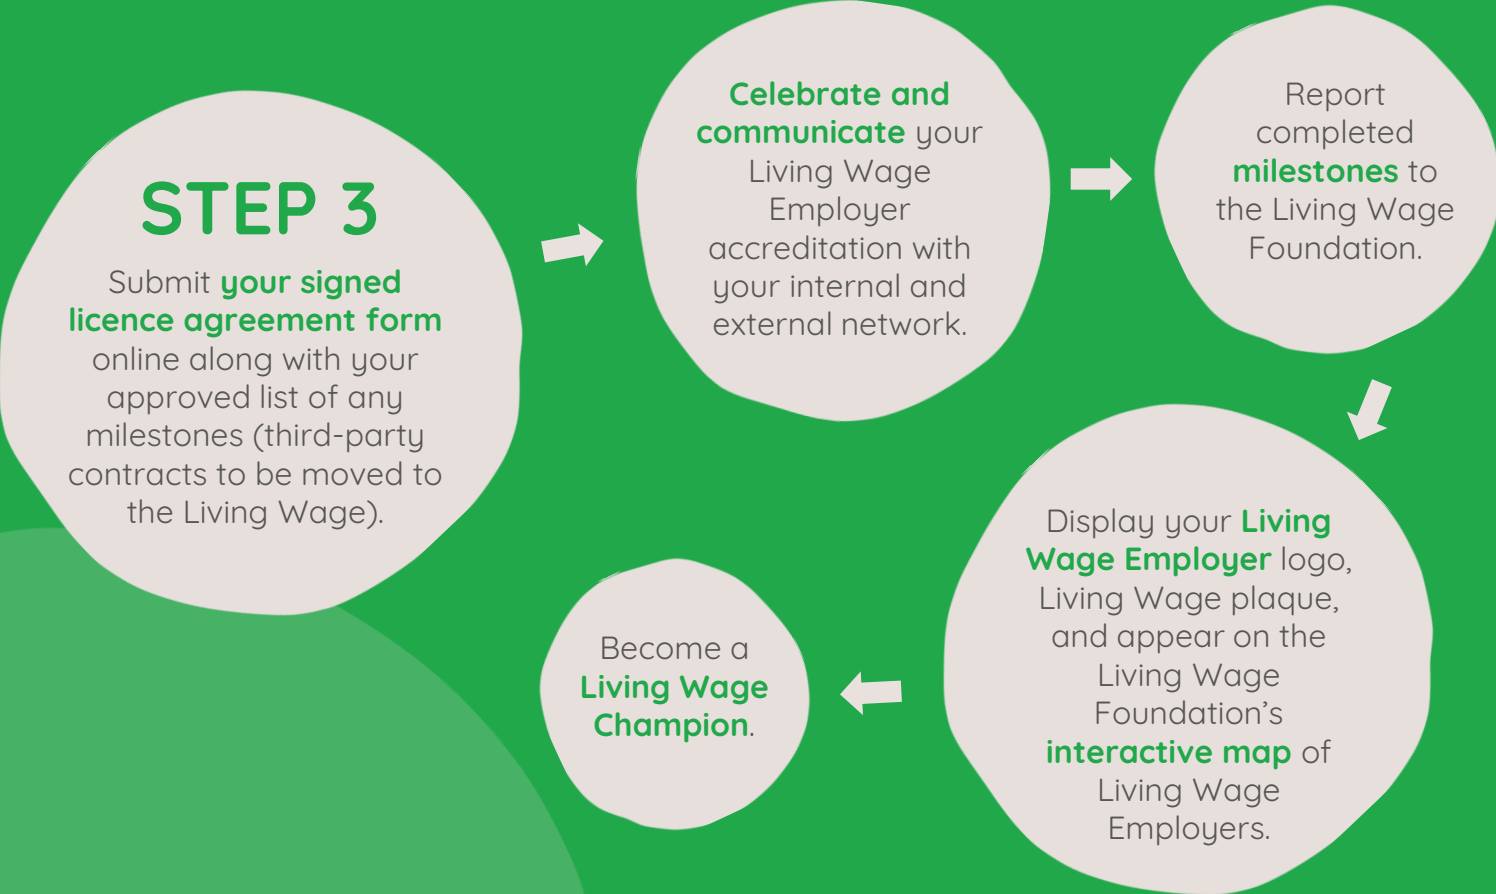 STEP 3
Submit your signed
licence agreement form
online along with your
approved list of any
milestones (third-party
contracts to be moved to
the Living Wage).
Celebrate and
communicate your
Living Wage
Employer
accreditation with
your internal and
external network.
Report
completed
milestones to
the Living Wage
Foundation.
Display your Living
Wage Employer logo,
Living Wage plaque,
and appear on the
Living Wage
Foundation’s
interactive map of
Living Wage
Employers.
Become a
Living Wage
Champion.